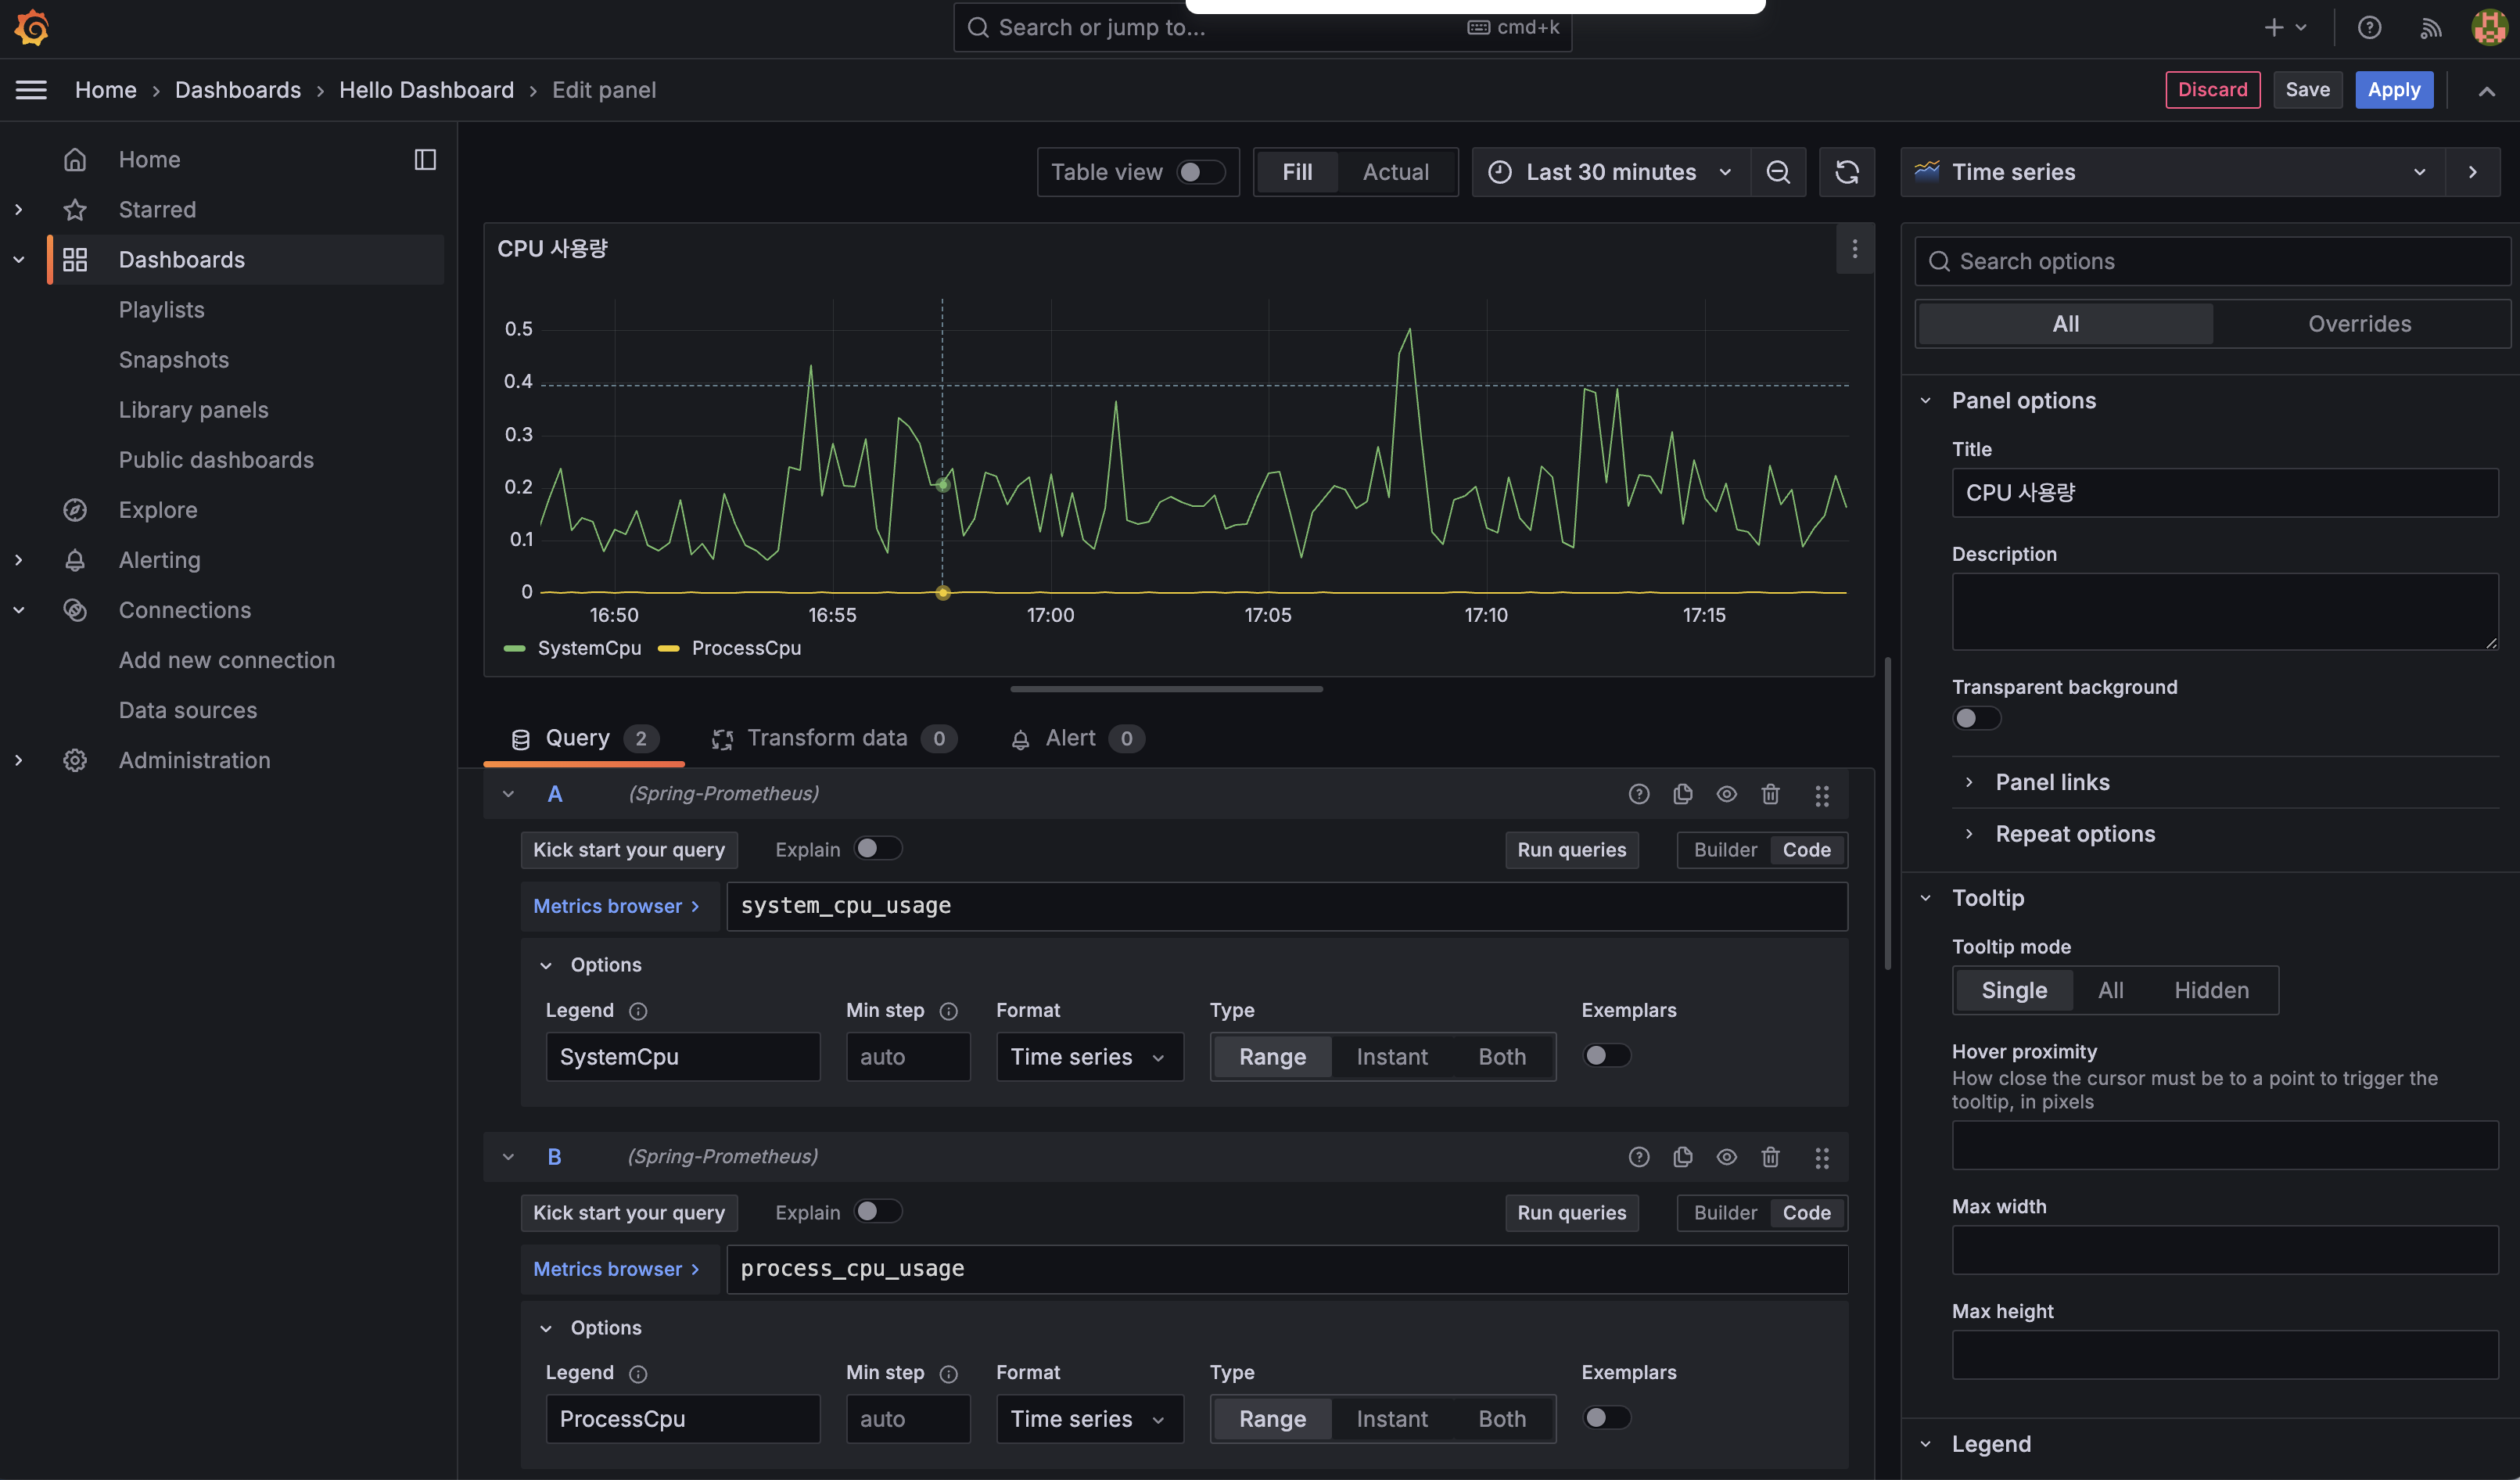 Search or jump to... cmd+k
Home › Dashboards › Hello Dashboard › Edit panel
Discard Save Apply
Home
Starred
Dashboards
Playlists
Snapshots
Library panels
Public dashboards
Explore
Alerting
Connections
Add new connection
Data sources
Administration
Table view Fill Actual Last 30 minutes
CPU 사용량
0.5
0.4
0.3
0.2
0.1
0
16:50 16:55 17:00 17:05 17:10 17:15
SystemCpu ProcessCpu
Query 2 Transform data 0 Alert 0
A (Spring-Prometheus)
Kick start your query Explain Run queries Builder Code
Metrics browser > system_cpu_usage
Options
Legend Min step Format Type Exemplars
SystemCpu auto Time series Range Instant Both
B (Spring-Prometheus)
Kick start your query Explain Run queries Builder Code
Metrics browser > process_cpu_usage
Options
Legend Min step Format Type Exemplars
ProcessCpu auto Time series Range Instant Both
Time series
Search options
All Overrides
Panel options
Title
CPU 사용량
Description
Transparent background
Panel links
Repeat options
Tooltip
Tooltip mode
Single All Hidden
Hover proximity
How close the cursor must be to a point to trigger the
tooltip, in pixels
Max width
Max height
Legend